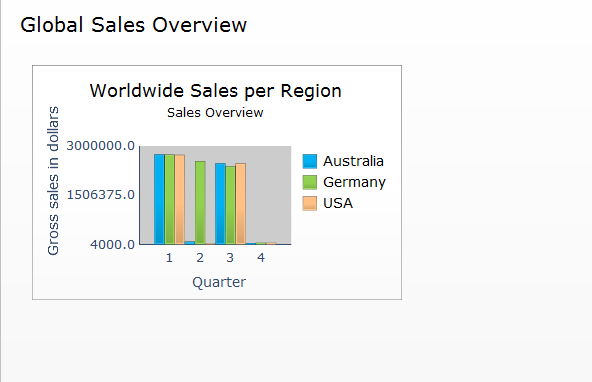 Global Sales Overview
Worldwide Sales per Region
Sales Overview
Gross sales in dollars
3000000.0
1506375.0
4000.0
1 2 3 4
Quarter
Australia
Germany
USA